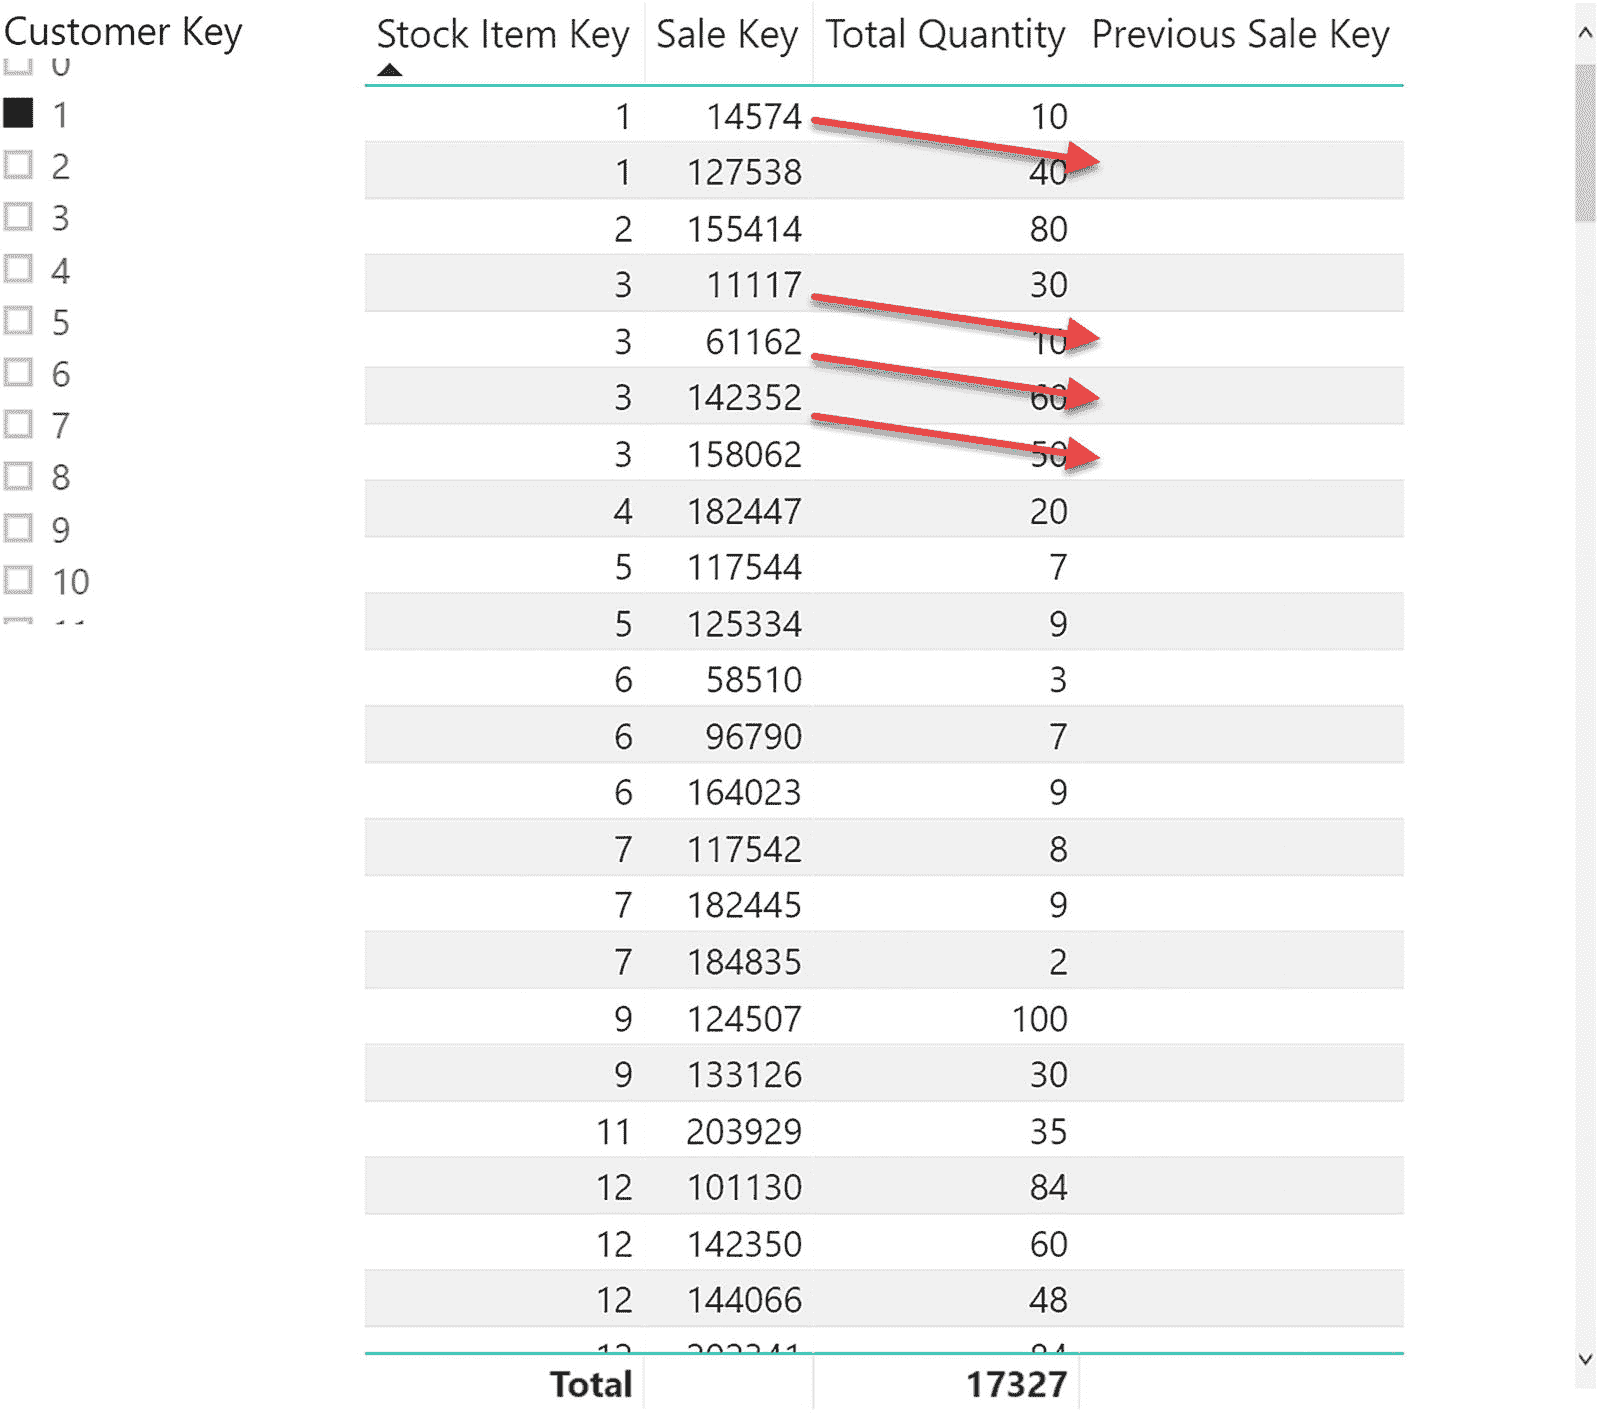 Customer Key
0
1
2
3
4
5
6
7
8
9
10
Stock Item Key Sale Key Total Quantity Previous Sale Key
1 14574 10
1 127538 40
2 155414 80
3 11117 30
3 61162 10
3 142352 60
3 158062 50
4 182447 20
5 117544 7
5 125334 9
6 58510 3
6 96790 7
6 164023 9
7 117542 8
7 182445 9
7 184835 2
9 124507 100
9 133126 30
11 203929 35
12 101130 84
12 142350 60
12 144066 48
Total 17327